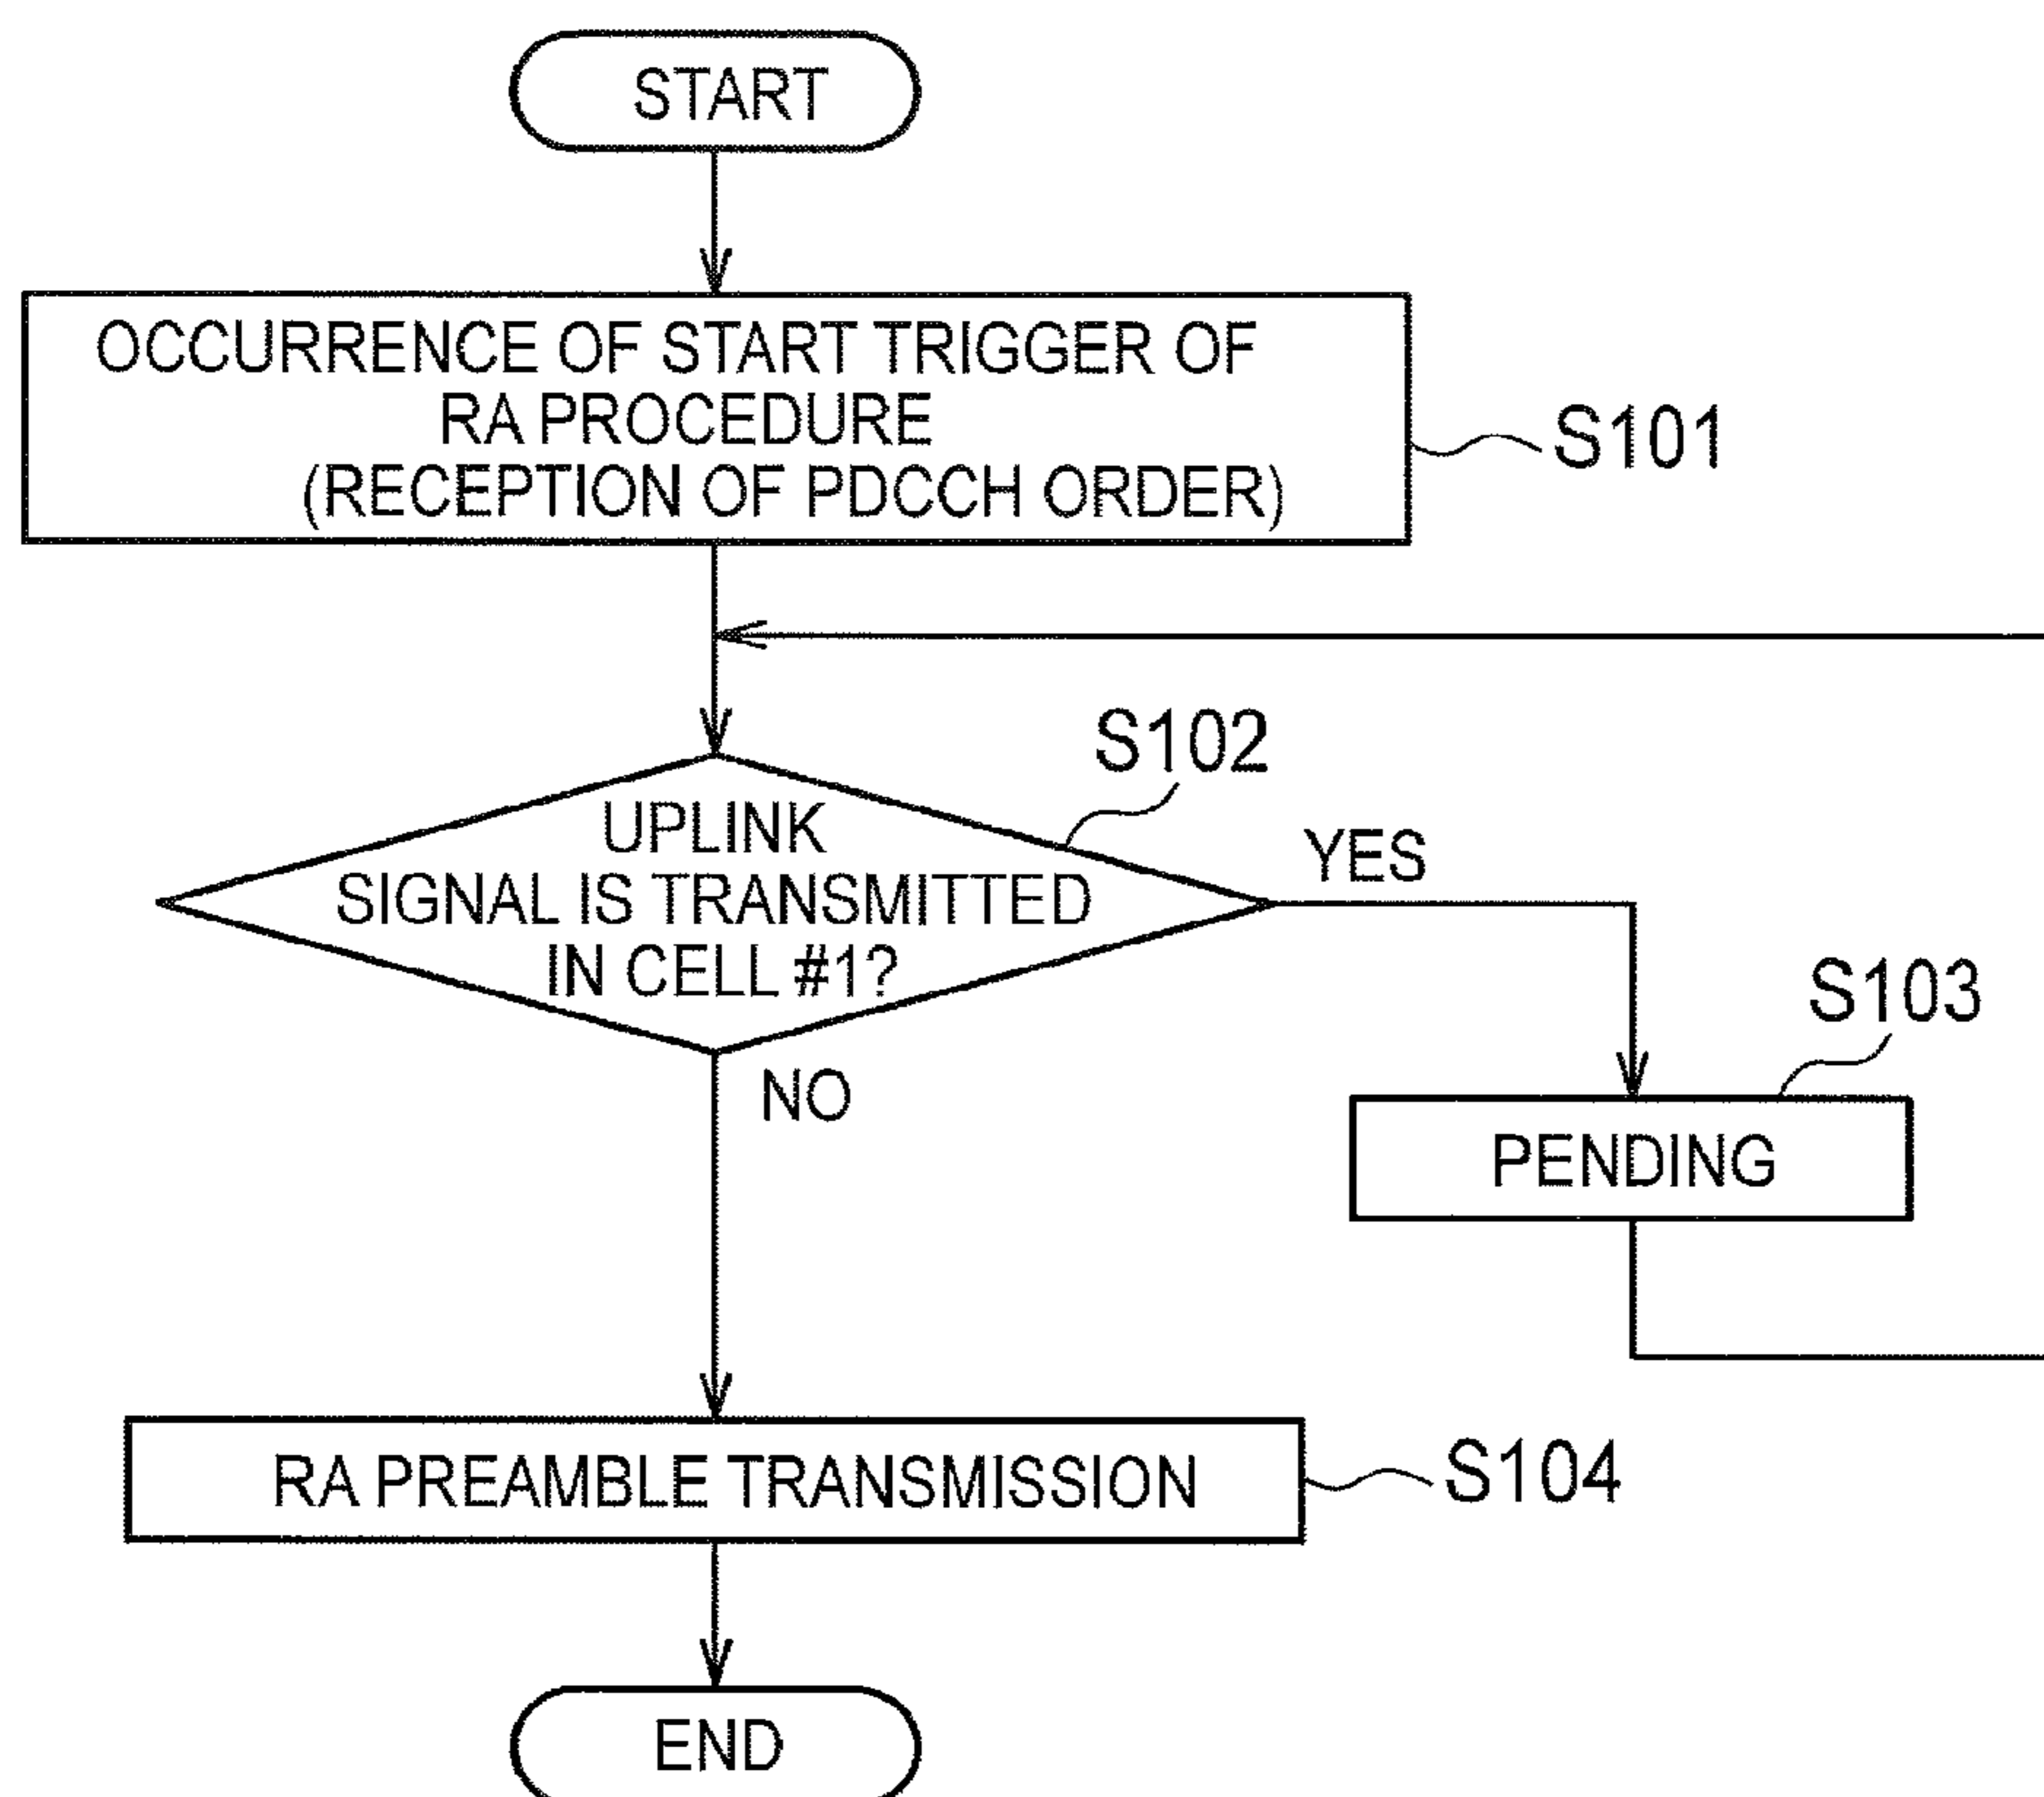 START
OCCURRENCE OF START TRIGGER OF
RA PROCEDURE
(RECEPTION OF PDCCH ORDER)
S101
S102
UPLINK
SIGNAL IS TRANSMITTED
IN CELL #1?
YES
S103
NO
PENDING
RA PREAMBLE TRANSMISSION
S104
END